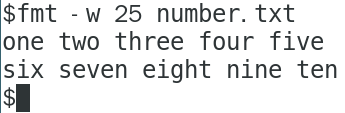 $fmt -w 25 number.txt
one two three four five
six seven eight nine ten
$